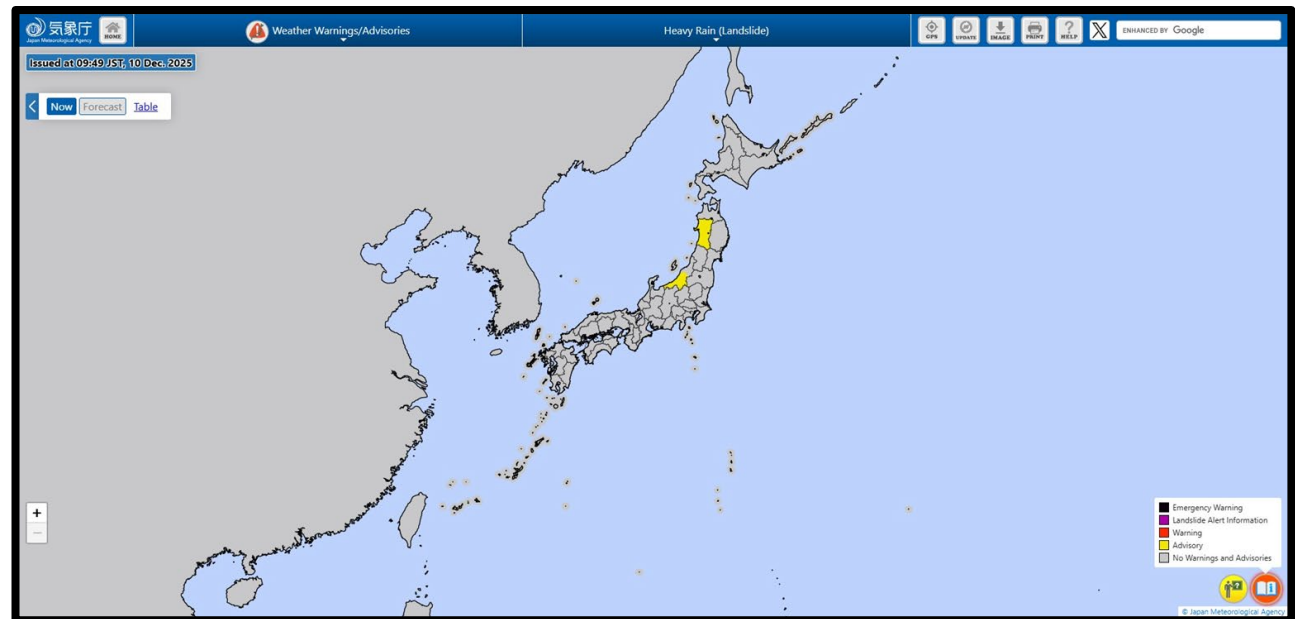 気象庁
Japan Meteorological Agency
HOME
Weather Warnings/Advisories
Heavy Rain (Landslide)
GPS
UPDATE
IMAGE
PRINT
HELP
X
ENHANCED BY Google
Issued at 09:49 JST, 10 Dec. 2025
Now Forecast Table
+
−
Emergency Warning
Landslide Alert Information
Warning
Advisory
No Warnings and Advisories
© Japan Meteorological Agency